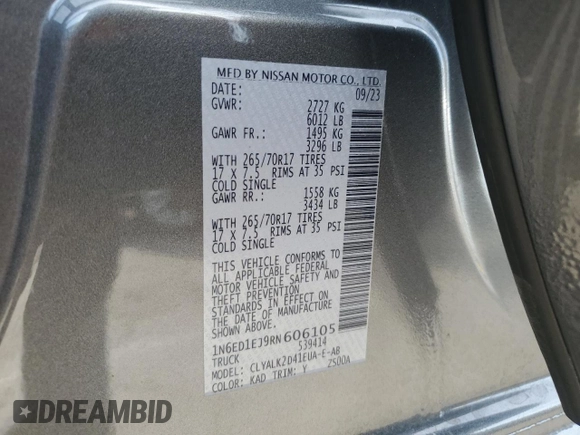 MFD BY NISSAN MOTOR CO., LTD.
DATE: 09/23
GVWR: 2727 KG
6012 LB
GAWR FR.: 1495 KG
3296 LB
WITH 265/70R17 TIRES
17 X 7.5 RIMS AT 35 PSI
COLD SINGLE
GAWR RR.: 1558 KG
3434 LB
WITH 265/70R17 TIRES
17 X 7.5 RIMS AT 35 PSI
COLD SINGLE
THIS VEHICLE CONFORMS TO
ALL APPLICABLE FEDERAL
MOTOR VEHICLE SAFETY AND
THEFT PREVENTION
STANDARDS IN EFFECT ON
THE DATE OF MANUFACTURE
SHOWN ABOVE.
1N6ED1EJ9RN606105
TRUCK 539414
MODEL: CLYALK2D41EUA-E-AB
COLOR: KAD TRIM: Y ZS00A
DREAMBID